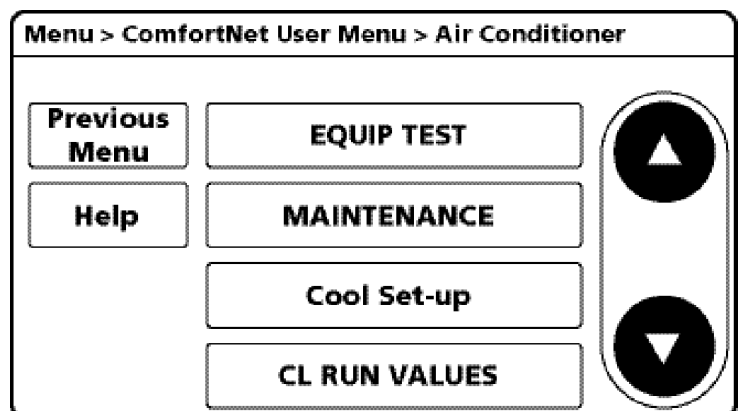 Menu > ComfortNet User Menu > Air Conditioner
Previous
Menu
EQUIP TEST
Help
MAINTENANCE
Cool Set-up
CL RUN VALUES